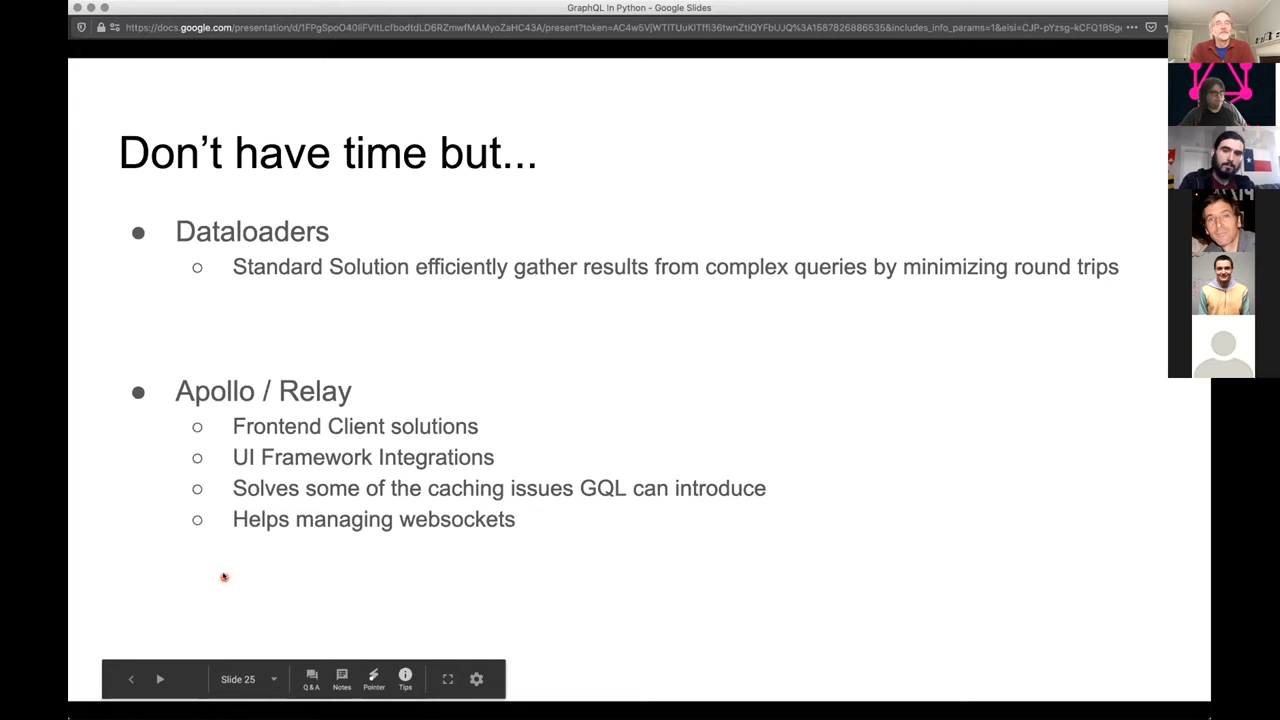 GraphQL In Python - Google Slides
Don't have time but...
● Dataloaders
○ Standard Solution efficiently gather results from complex queries by minimizing round trips
● Apollo / Relay
○ Frontend Client solutions
○ UI Framework Integrations
○ Solves some of the caching issues GQL can introduce
○ Helps managing websockets
Slide 25
Q & A
Notes
Pointer
Tips